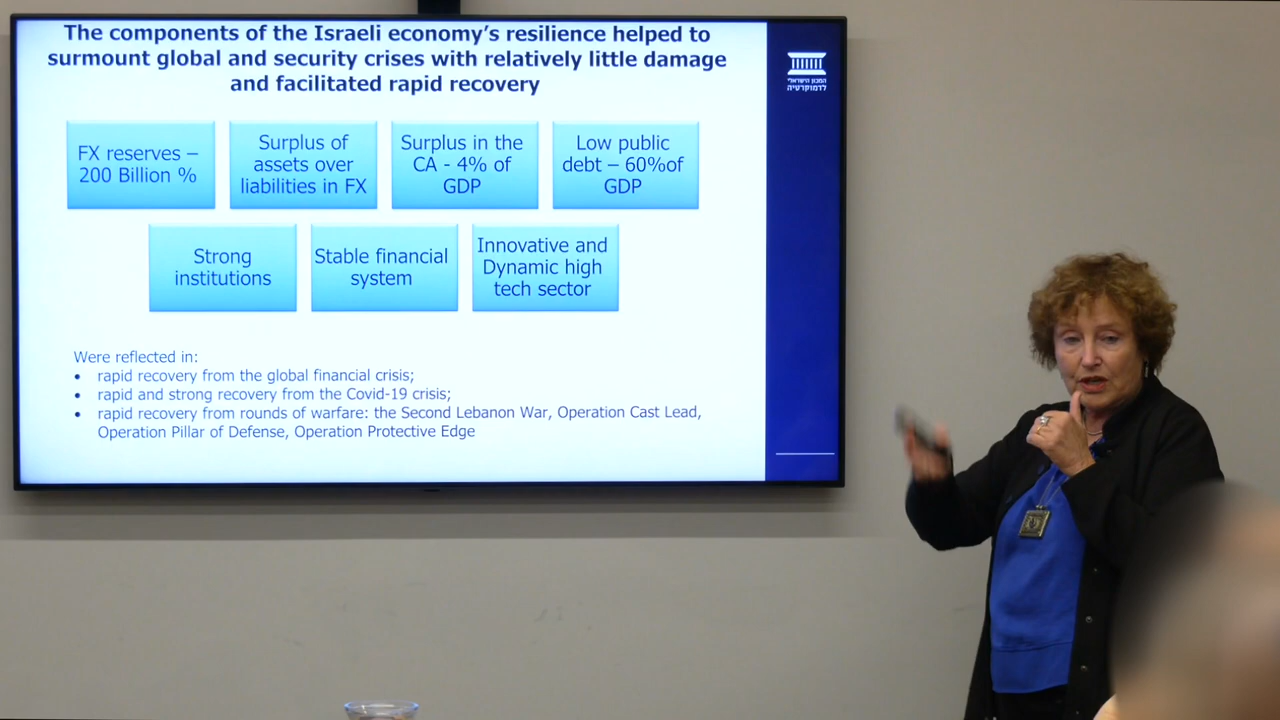 The components of the Israeli economy's resilience helped to
surmount global and security crises with relatively little damage
and facilitated rapid recovery
המכון הישראלי
לדמוקרטיה
FX reserves –
200 Billion %
Surplus of
assets over
liabilities in FX
Surplus in the
CA - 4% of
GDP
Low public
debt – 60%of
GDP
Strong
institutions
Stable financial
system
Innovative and
Dynamic high
tech sector
Were reflected in:
• rapid recovery from the global financial crisis;
• rapid and strong recovery from the Covid-19 crisis;
• rapid recovery from rounds of warfare: the Second Lebanon War, Operation Cast Lead,
Operation Pillar of Defense, Operation Protective Edge